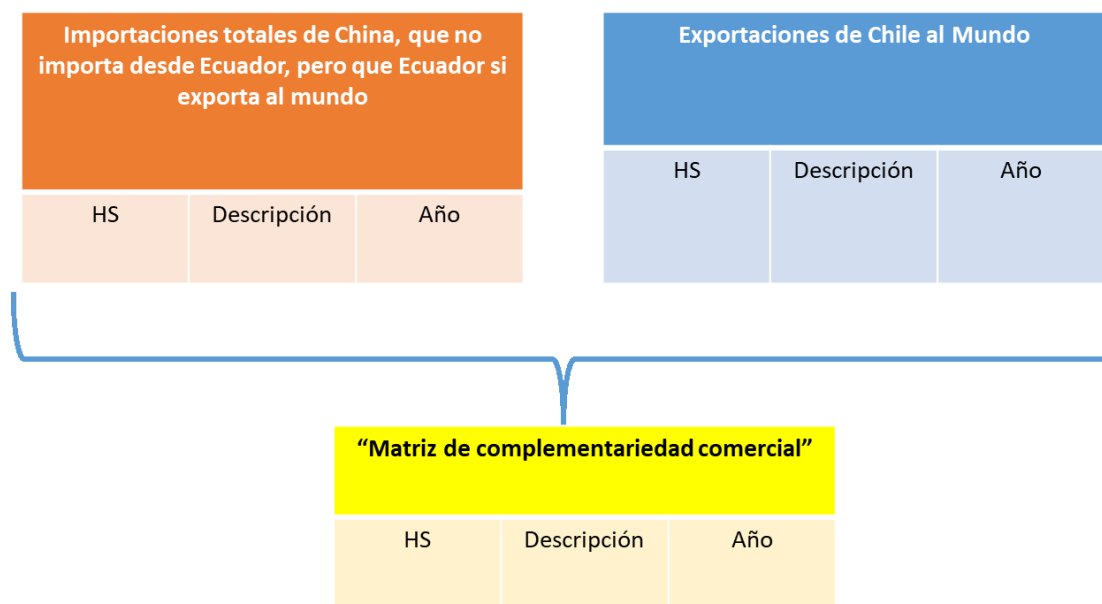 Importaciones totales de China, que no
importa desde Ecuador, pero que Ecuador si
exporta al mundo
HS Descripción Año
Exportaciones de Chile al Mundo
HS Descripción Año
“Matriz de complementariedad comercial”
HS Descripción Año